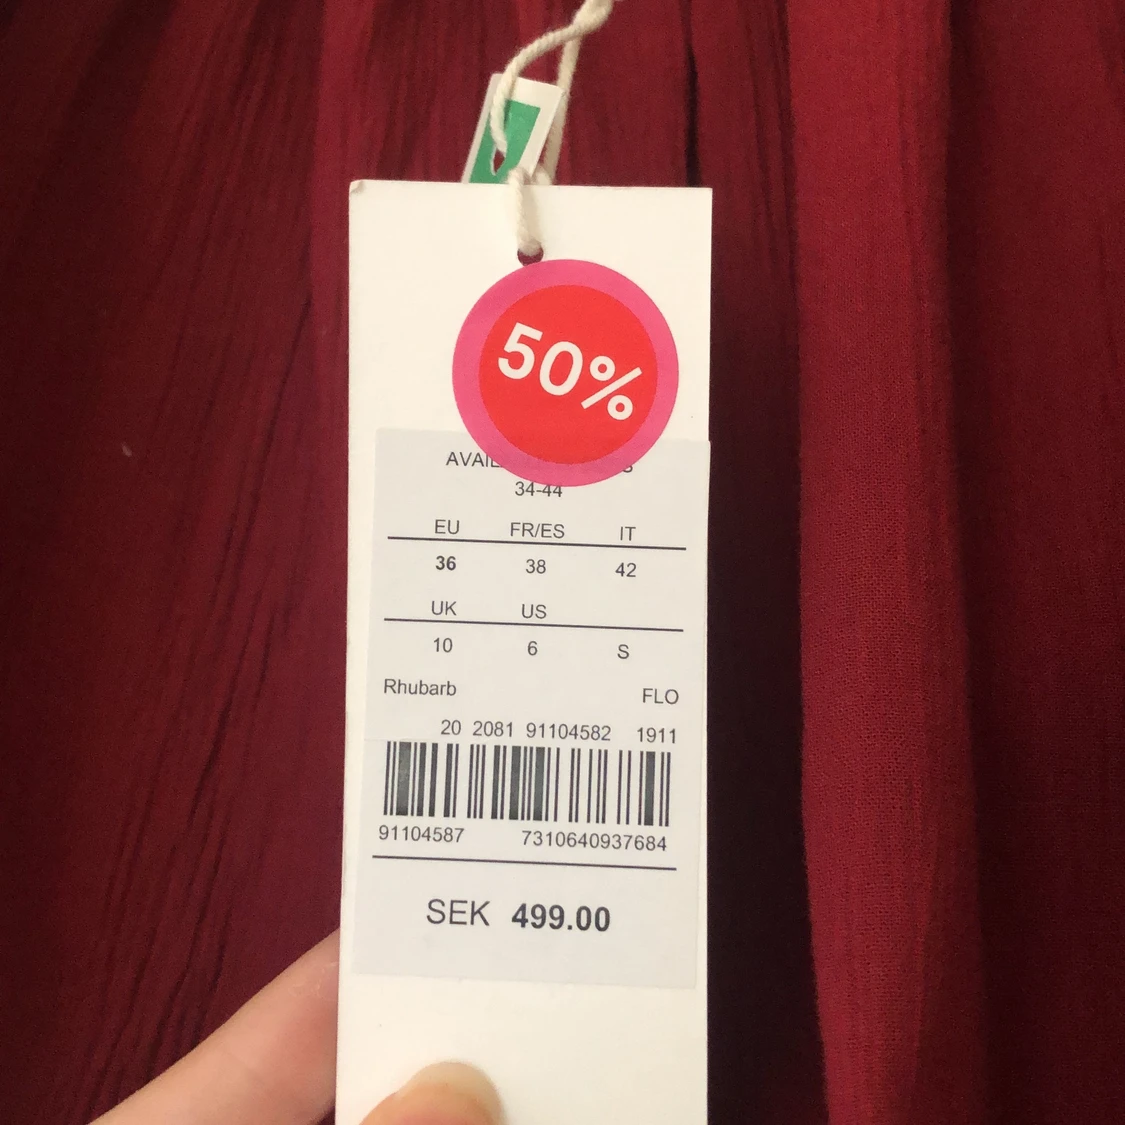 50%
34-44
EU FR/ES IT
36 38 42
UK US
10 6 S
Rhubarb FLO
20 2081 91104582 1911
91104587 7310640937684
SEK 499.00